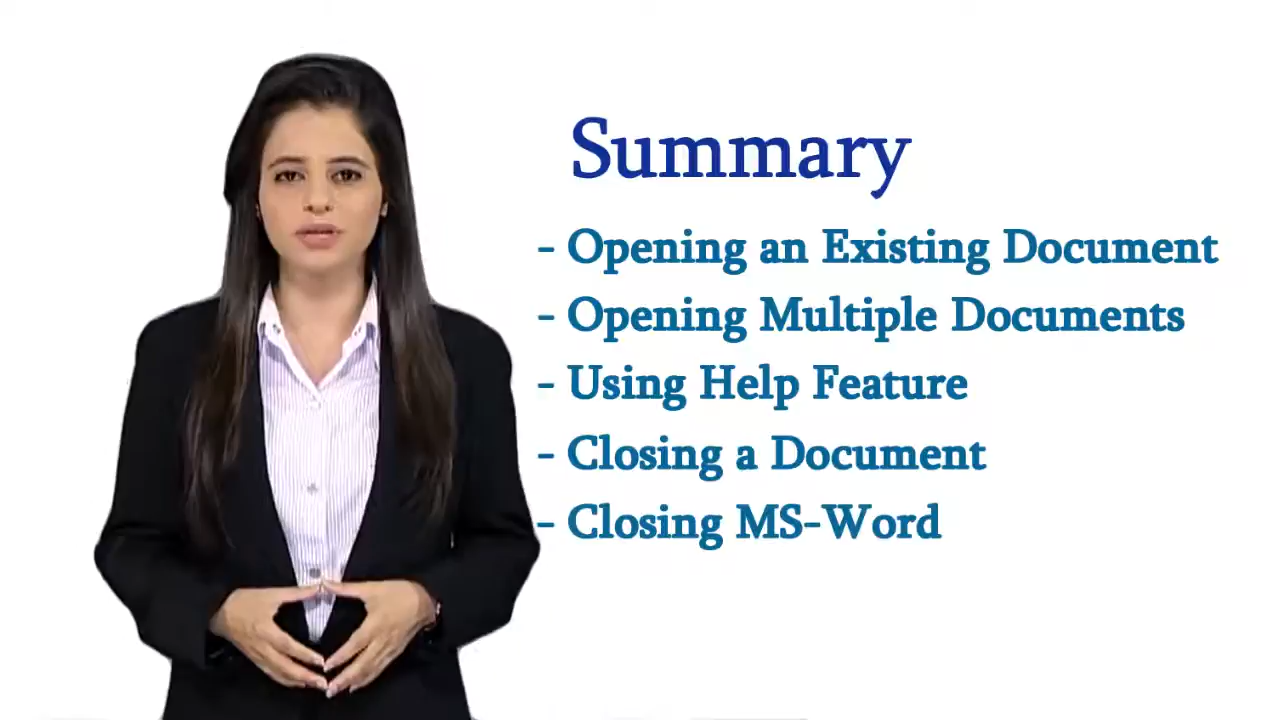 Summary
- Opening an Existing Document
- Opening Multiple Documents
- Using Help Feature
- Closing a Document
- Closing MS-Word